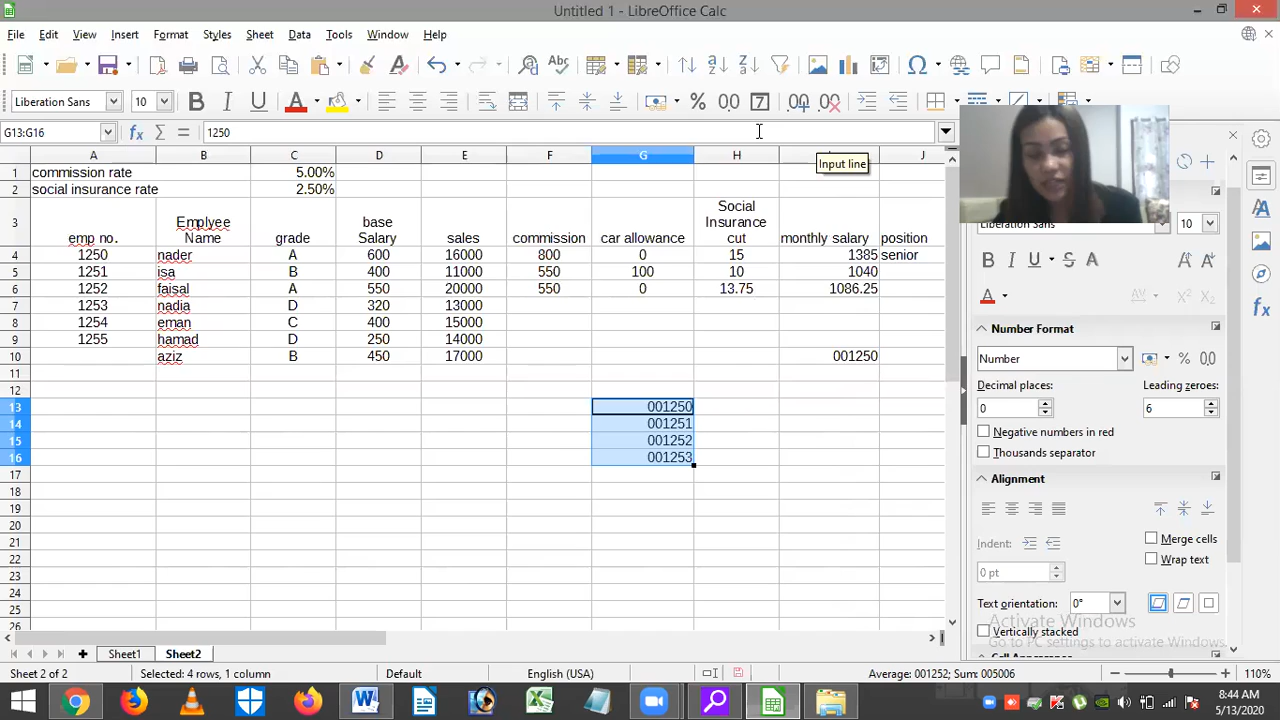 Untitled 1 - LibreOffice Calc
File Edit View Insert Format Styles Sheet Data Tools Window Help
Liberation Sans 10
G13:G16 1250
Input line
A B C D E F G H J
1 commission rate 5.00%
2 social insurance rate 2.50%
3 emp no. Emplyee Name grade base Salary sales commission car allowance Social Insurance cut monthly salary position
4 1250 nader A 600 16000 800 0 15 1385 senior
5 1251 isa B 400 11000 550 100 10 1040
6 1252 faisal A 550 20000 550 0 13.75 1086.25
7 1253 nadia D 320 13000
8 1254 eman C 400 15000
9 1255 hamad D 250 14000
10 aziz B 450 17000 001250
11
12
13 001250
14 001251
15 001252
16 001253
17
18
19
20
21
22
23
24
25
26
Liberation Sans 10
Number Format
Number
Decimal places: Leading zeroes:
0 6
Negative numbers in red
Thousands separator
Alignment
Merge cells
Indent:
Wrap text
0 pt
Text orientation: 0°
Vertically stacked
Activate Windows
Go to PC settings to activate Windows.
Cell Appearance
Sheet1 Sheet2
Sheet 2 of 2 Selected: 4 rows, 1 column Default English (USA) Average: 001252; Sum: 005006 110%
8:44 AM
5/13/2020